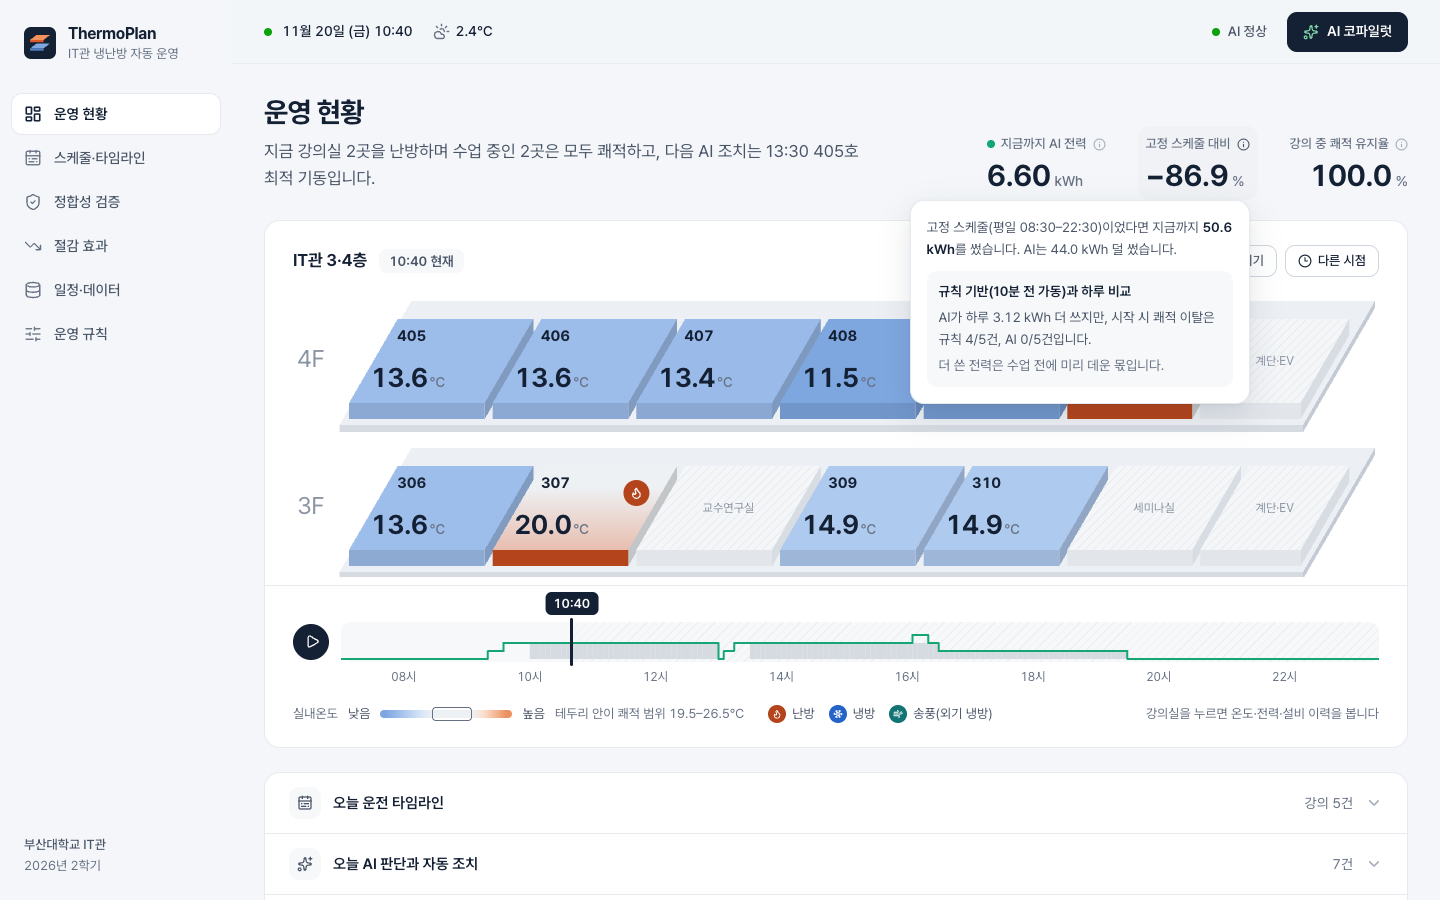 ThermoPlan
IT관 냉난방 자동 운영
운영 현황
스케줄·타임라인
정합성 검증
절감 효과
일정·데이터
운영 규칙
부산대학교 IT관
2026년 2학기
11월 20일 (금) 10:40
2.4°C
AI 정상
AI 코파일럿
운영 현황
지금 강의실 2곳을 난방하며 수업 중인 2곳은 모두 쾌적하고, 다음 AI 조치는 13:30 405호
최적 기동입니다.
지금까지 AI 전력
6.60 kWh
고정 스케줄 대비
−86.9 %
강의 중 쾌적 유지율
100.0 %
고정 스케줄(평일 08:30–22:30)이었다면 지금까지 50.6
kWh를 썼습니다. AI는 44.0 kWh 덜 썼습니다.
규칙 기반(10분 전 가동)과 하루 비교
AI가 하루 3.12 kWh 더 쓰지만, 시작 시 쾌적 이탈은
규칙 4/5건, AI 0/5건입니다.
더 쓴 전력은 수업 전에 미리 데운 몫입니다.
IT관 3·4층
10:40 현재
기
다른 시점
4F
405
13.6°C
406
13.6°C
407
13.4°C
408
11.5°C
계단·EV
3F
306
13.6°C
307
20.0°C
교수연구실
309
14.9°C
310
14.9°C
세미나실
계단·EV
10:40
08시
10시
12시
14시
16시
18시
20시
22시
실내온도
낮음
높음
테두리 안이 쾌적 범위 19.5–26.5°C
난방
냉방
송풍(외기 냉방)
강의실을 누르면 온도·전력·설비 이력을 봅니다
오늘 운전 타임라인
강의 5건
오늘 AI 판단과 자동 조치
7건